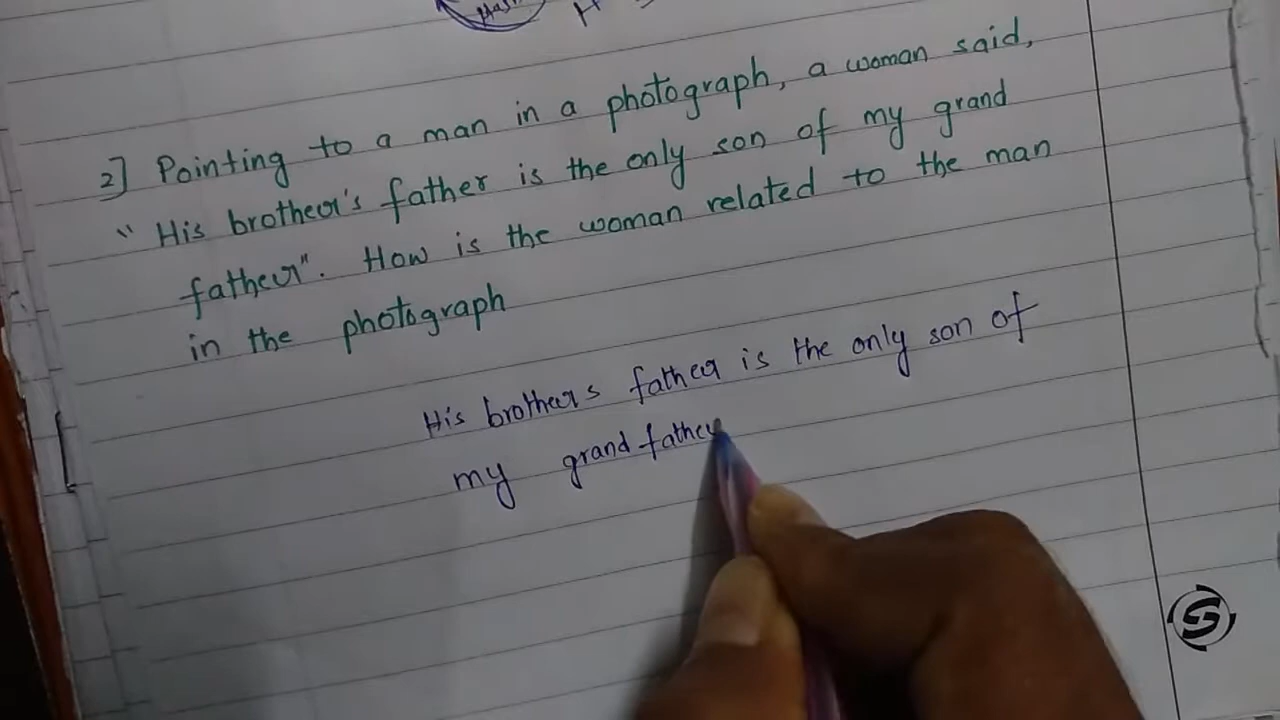 2] Pointing to a man in a photograph, a woman said,
" His brother's father is the only son of my grand
father". How is the woman related to the man
in the photograph
His brothers father is the only son of
my grand father